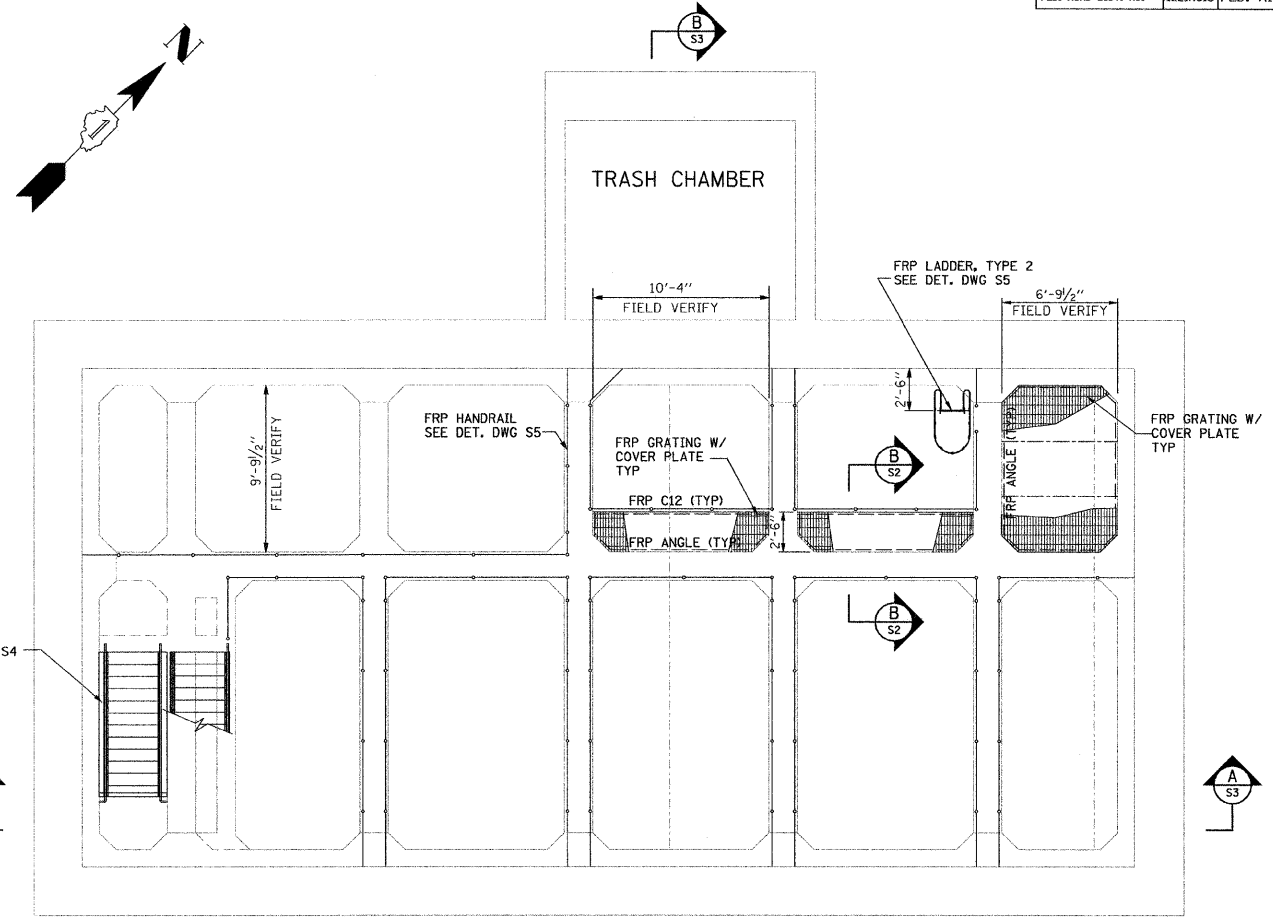 ILLINOIS
N
B
S3
TRASH CHAMBER
FRP LADDER, TYPE 2
SEE DET. DWG S5
10'-4"
FIELD VERIFY
6'-9½"
FIELD VERIFY
2'-6"
9'-9½"
FIELD VERIFY
FRP HANDRAIL
SEE DET. DWG S5
FRP GRATING W/
COVER PLATE
TYP
B
S2
FRP ANGLE (TYP)
FRP GRATING W/
COVER PLATE
TYP
FRP C12 (TYP)
FRP ANGLE (TYP)
2'-6"
B
S2
S4
A
S3